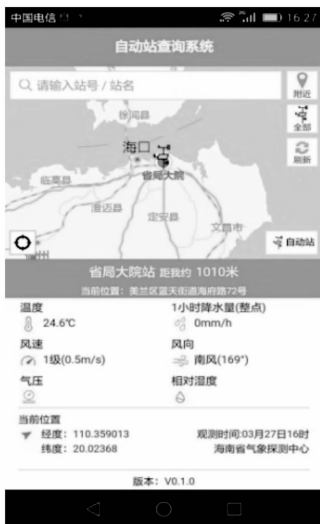 中国电信
16:27
自动站查询系统
请输入站号 / 站名
附近
徐闻县
全部
海口
刷新
省局大院
临高县
澄迈县
定安县
文昌市
自动站
省局大院站 距我约 1010米
当前位置：美兰区蓝天街道海府路72号
温度 1小时降水量(整点)
24.6℃ 0mm/h
风速 风向
1级(0.5m/s) 南风(169°)
气压 相对湿度
当前位置
经度：110.359013 观测时间:03月27日16时
纬度：20.02368 海南省气象探测中心
版本：V0.1.0